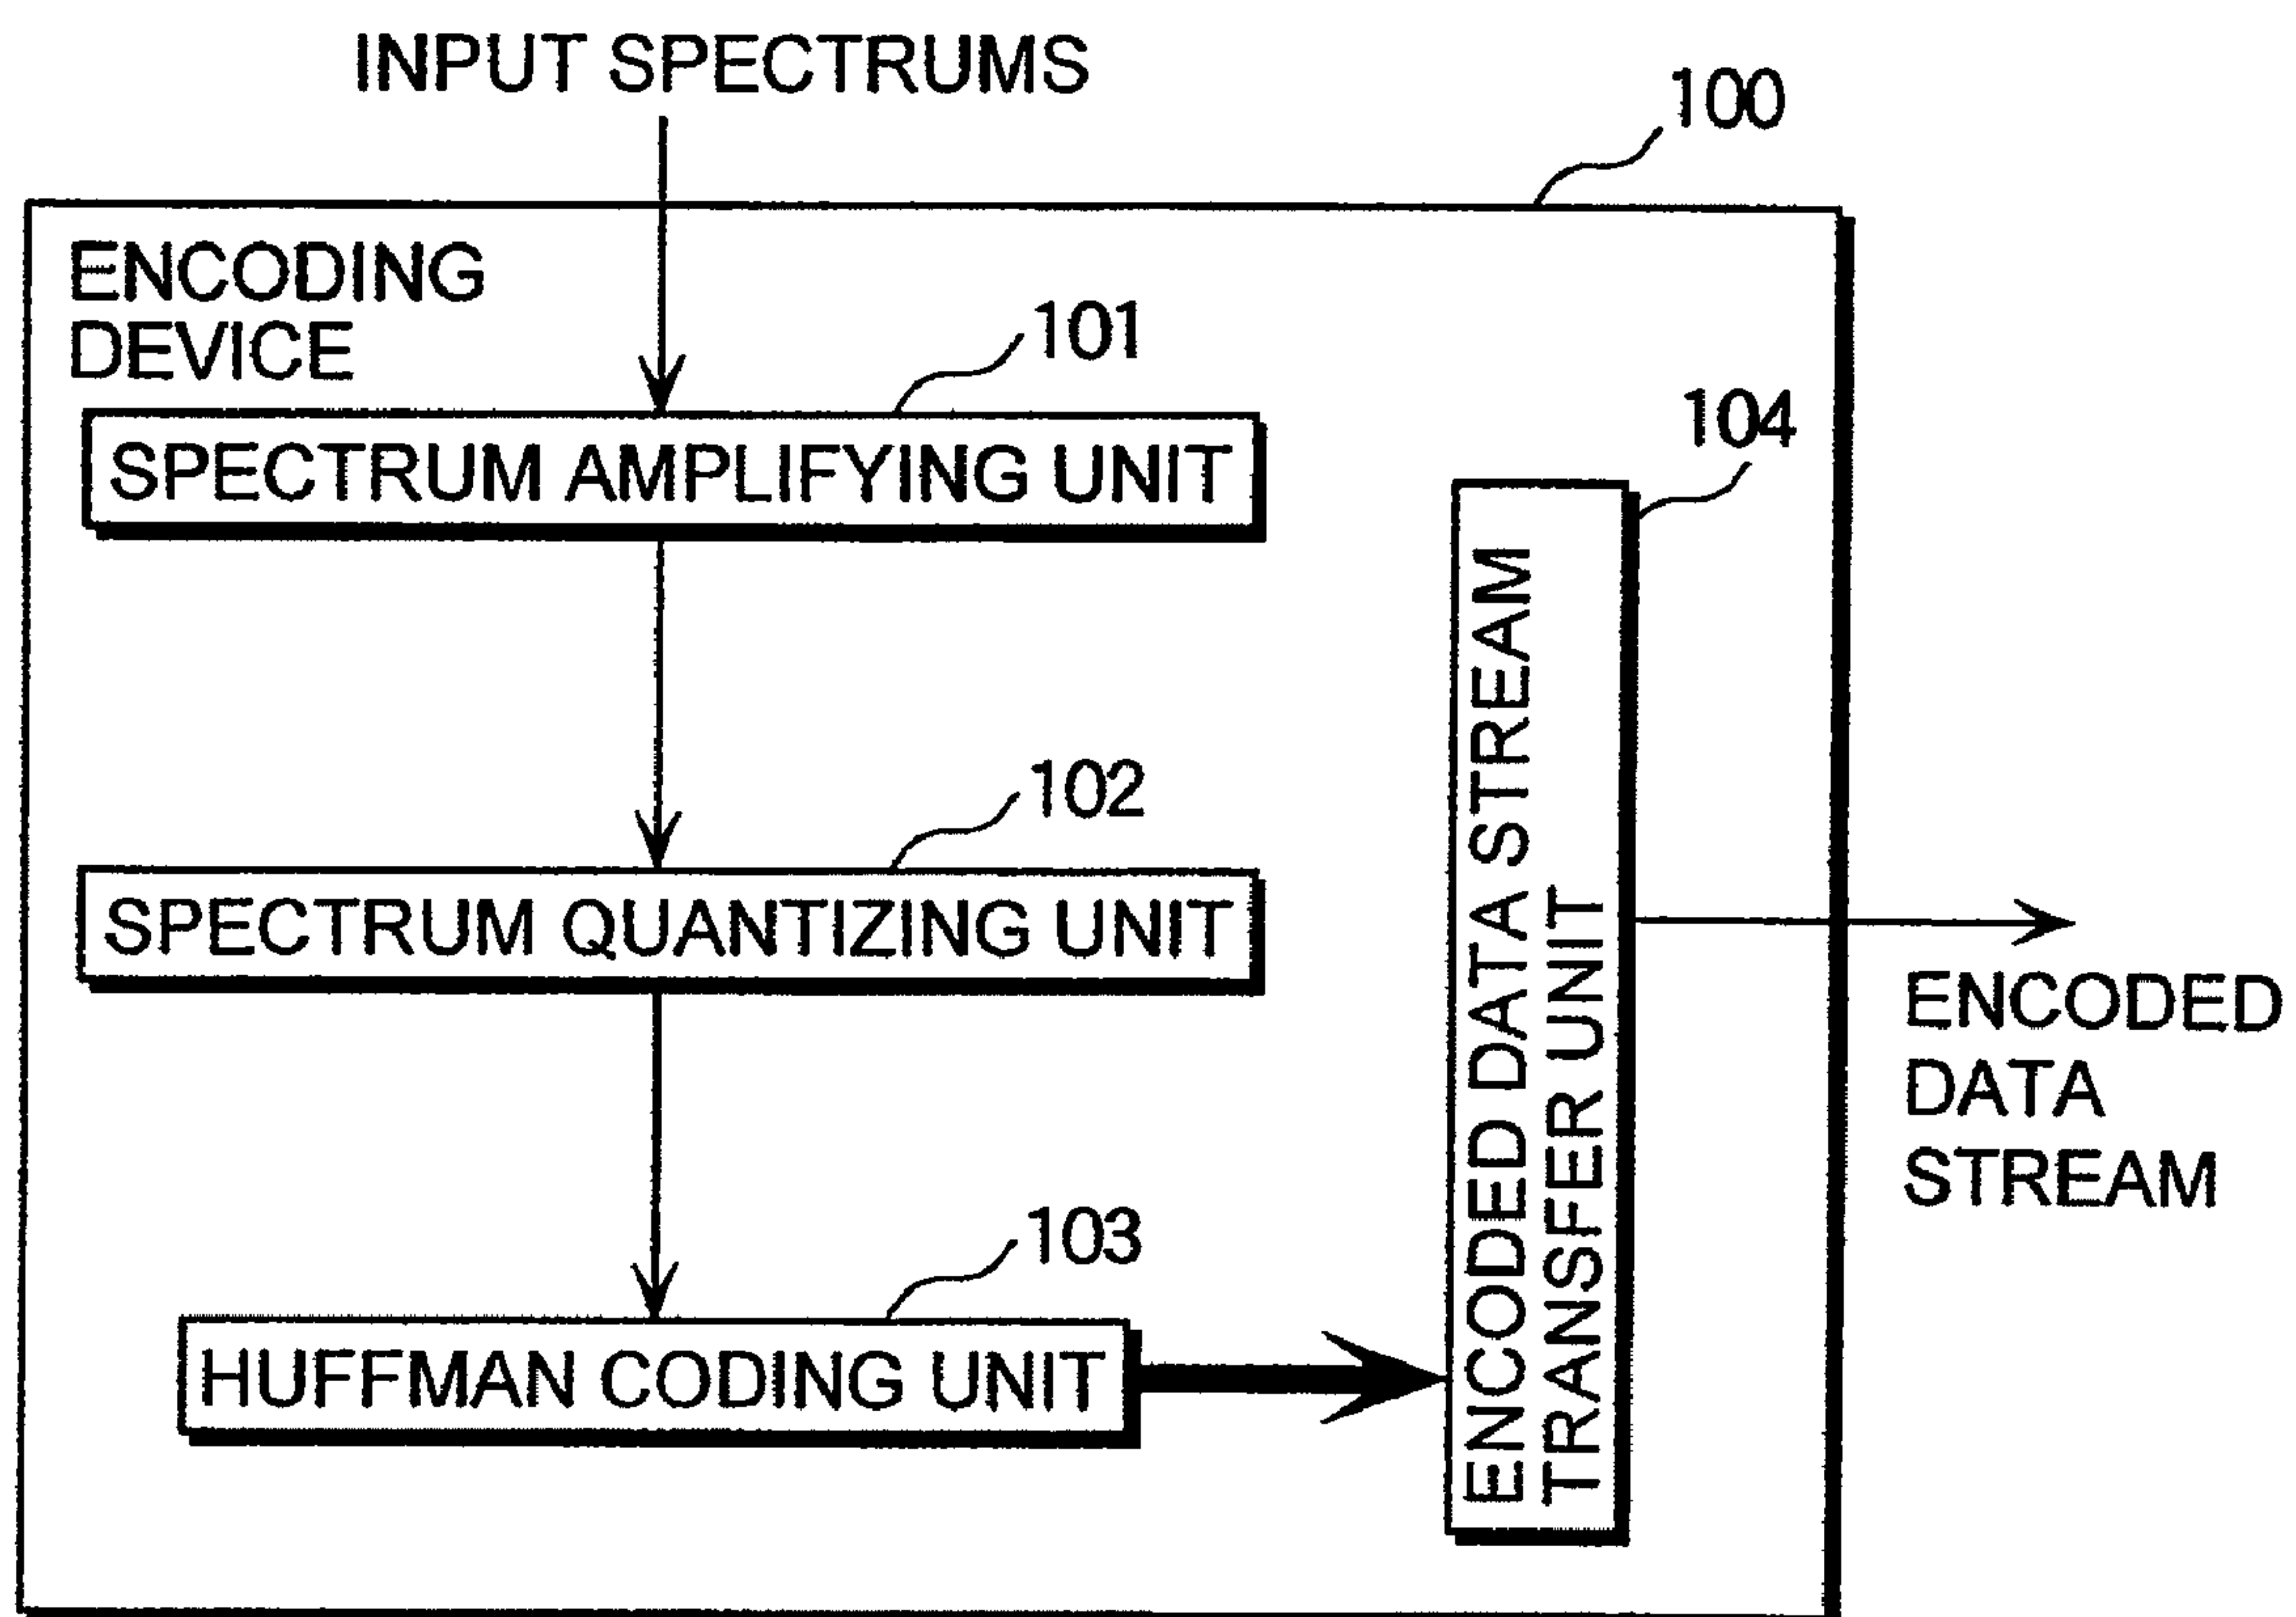 INPUT SPECTRUMS
100
ENCODING
DEVICE
101
SPECTRUM AMPLIFYING UNIT
104
102
SPECTRUM QUANTIZING UNIT
103
HUFFMAN CODING UNIT
ENCODED DATA STREAM
TRANSFER UNIT
ENCODED
DATA
STREAM